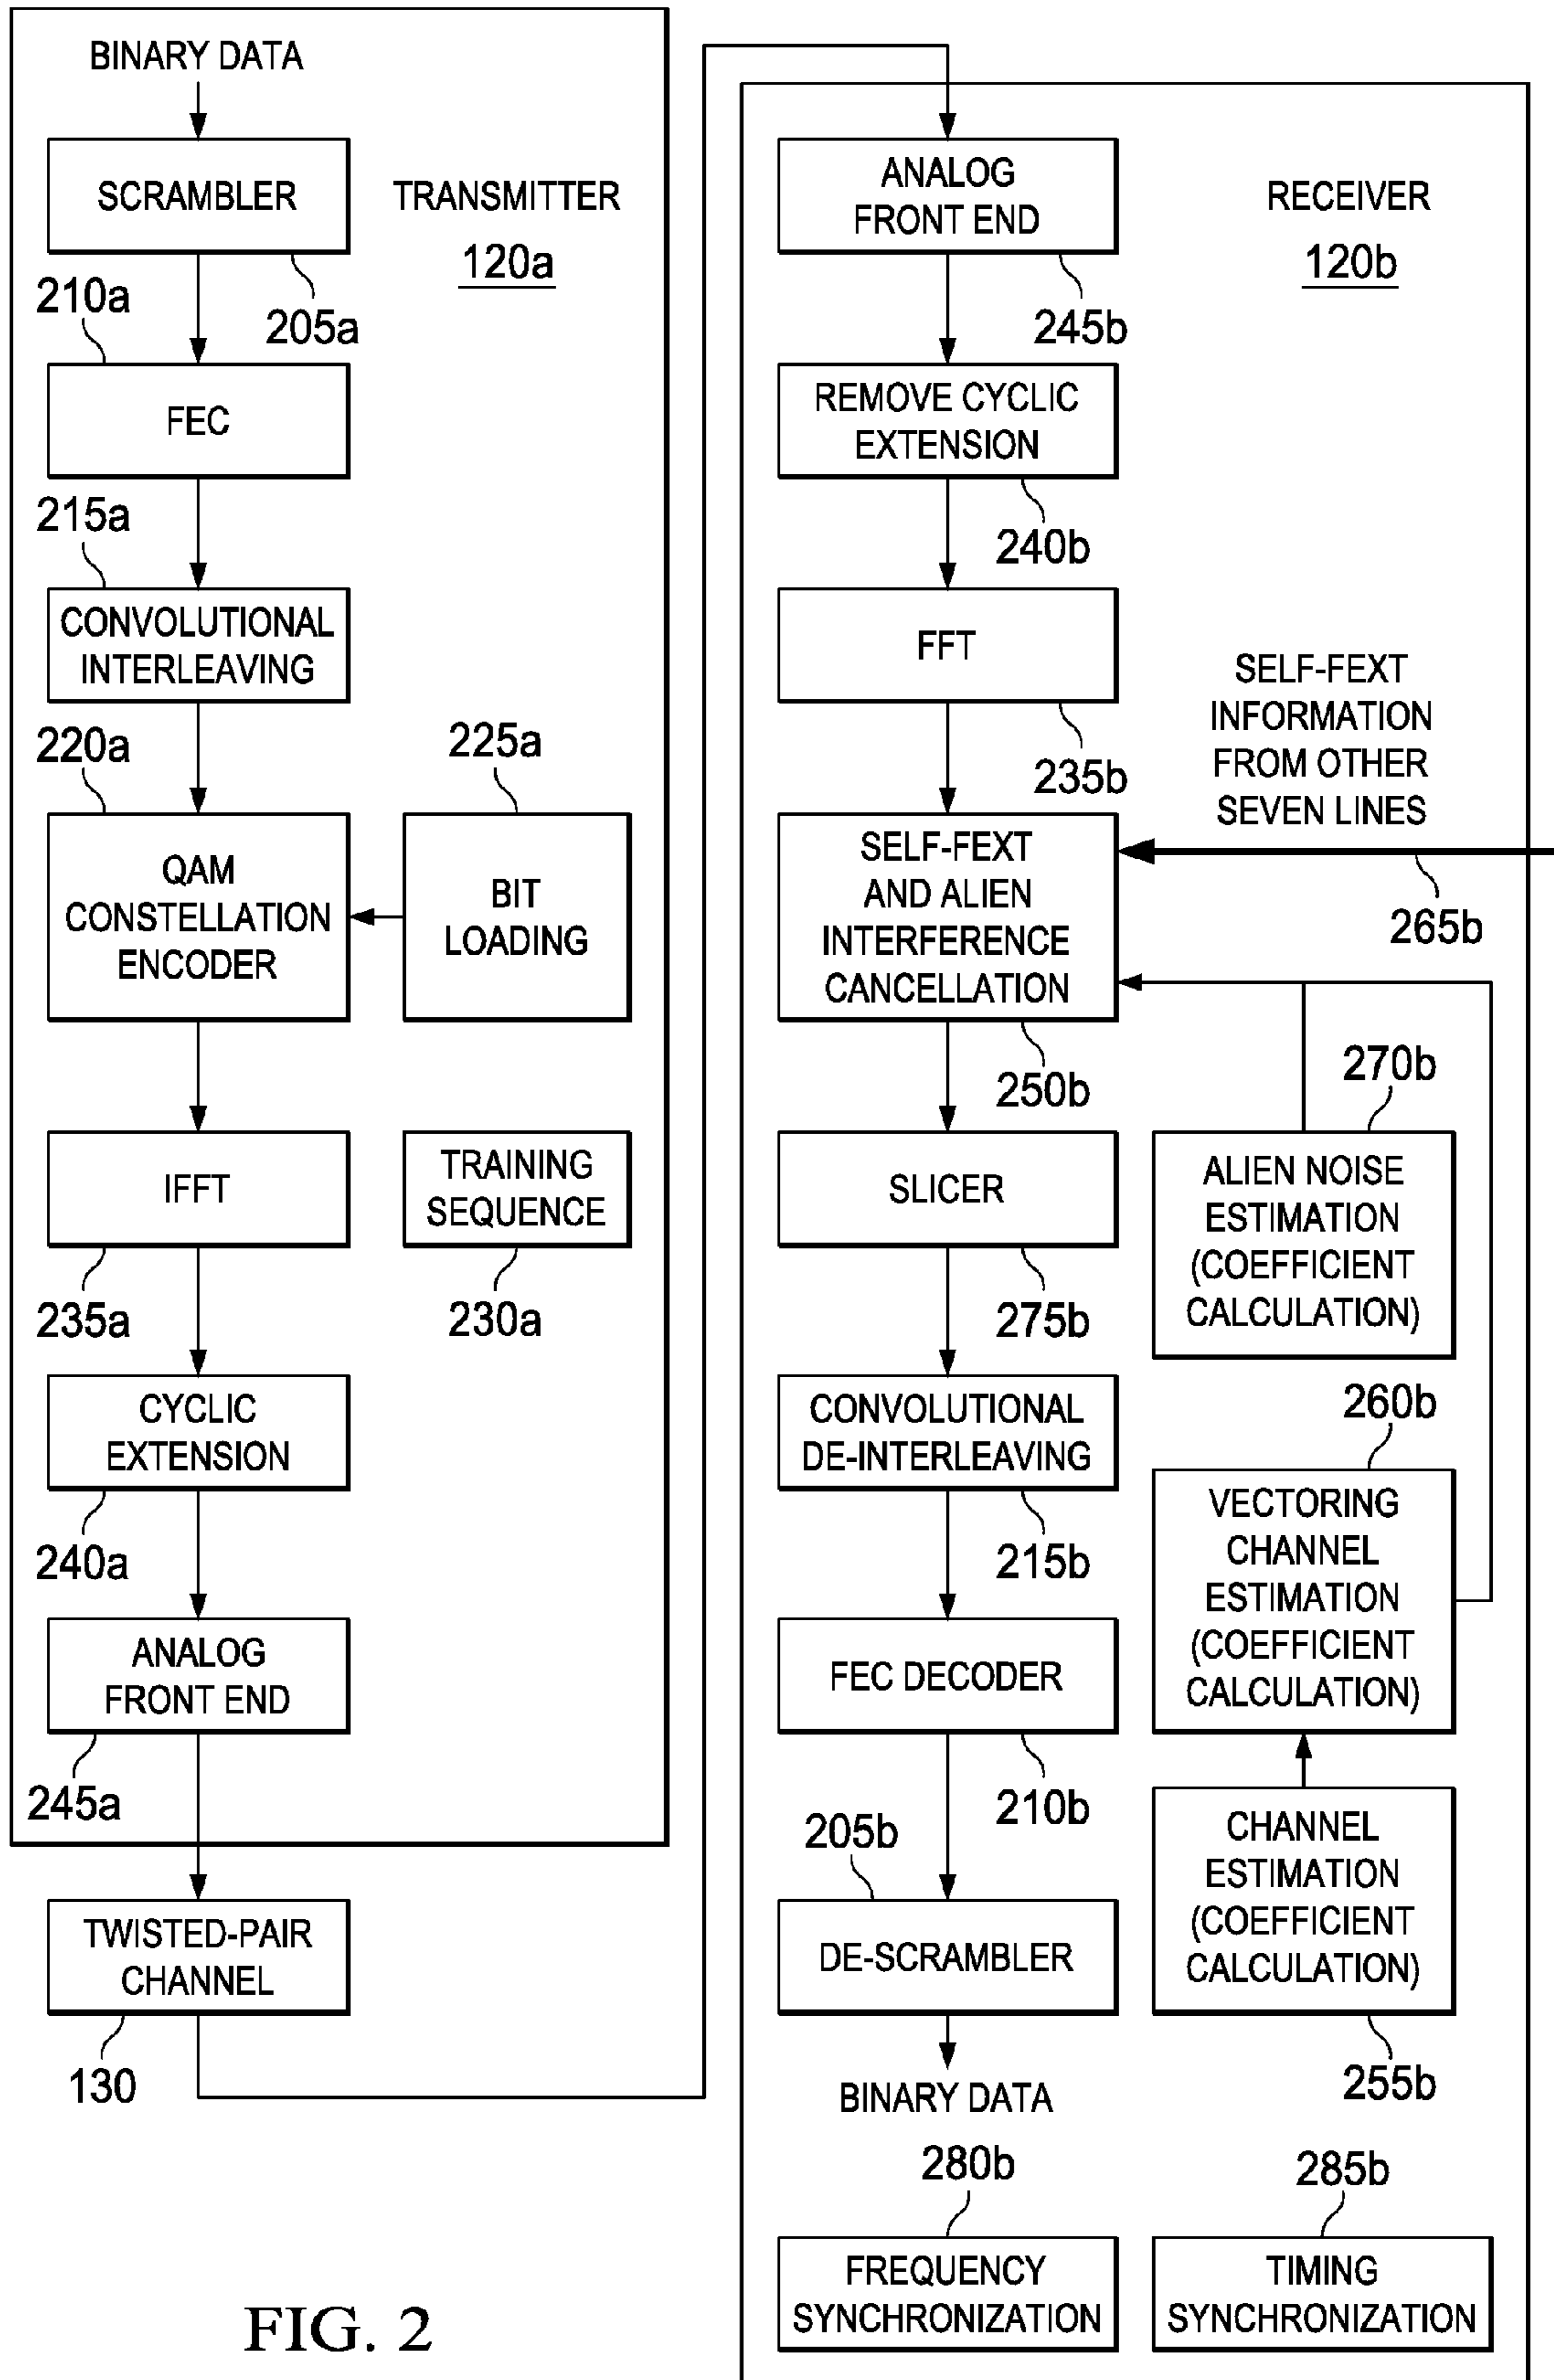 BINARY DATA
SCRAMBLER
TRANSMITTER
120a
205a
210a
FEC
215a
CONVOLUTIONAL
INTERLEAVING
220a
QAM
CONSTELLATION
ENCODER
225a
BIT
LOADING
IFFT
235a
TRAINING
SEQUENCE
230a
CYCLIC
EXTENSION
240a
ANALOG
FRONT END
245a
TWISTED-PAIR
CHANNEL
130
ANALOG
FRONT END
245b
RECEIVER
120b
REMOVE CYCLIC
EXTENSION
240b
FFT
235b
SELF-FEXT
INFORMATION
FROM OTHER
SEVEN LINES
265b
SELF-FEXT
AND ALIEN
INTERFERENCE
CANCELLATION
250b
SLICER
275b
270b
ALIEN NOISE
ESTIMATION
(COEFFICIENT
CALCULATION)
CONVOLUTIONAL
DE-INTERLEAVING
215b
260b
VECTORING
CHANNEL
ESTIMATION
(COEFFICIENT
CALCULATION)
FEC DECODER
210b
CHANNEL
ESTIMATION
(COEFFICIENT
CALCULATION)
255b
205b
DE-SCRAMBLER
BINARY DATA
280b
FREQUENCY
SYNCHRONIZATION
285b
TIMING
SYNCHRONIZATION
FIG. 2